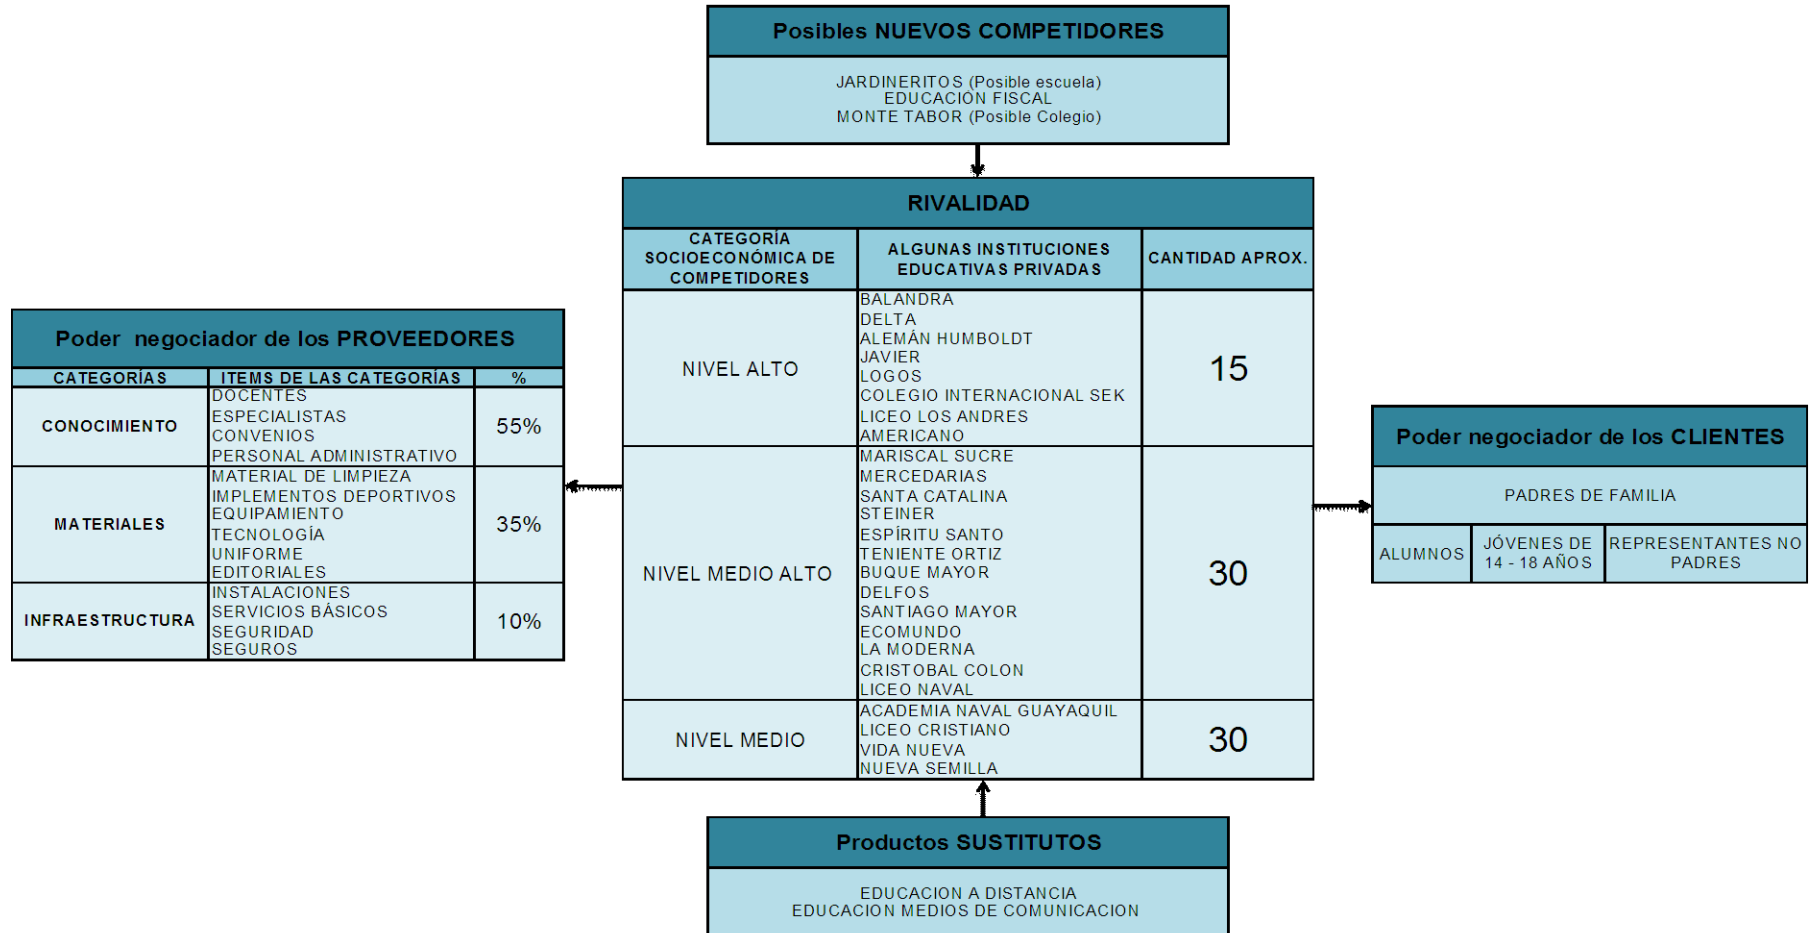 Posibles NUEVOS COMPETIDORES
JARDINERITOS (Posible escuela)
EDUCACIÓN FISCAL
MONTE TABOR (Posible Colegio)
RIVALIDAD
CATEGORÍA
SOCIOECONÓMICA DE
COMPETIDORES
ALGUNAS INSTITUCIONES
EDUCATIVAS PRIVADAS
CANTIDAD APROX.
NIVEL ALTO
BALANDRA
DELTA
ALEMÁN HUMBOLDT
JAVIER
LOGOS
COLEGIO INTERNACIONAL SEK
LICEO LOS ANDRES
AMERICANO
15
NIVEL MEDIO ALTO
MARISCAL SUCRE
MERCEDARIAS
SANTA CATALINA
STEINER
ESPÍRITU SANTO
TENIENTE ORTIZ
BUQUE MAYOR
DELFOS
SANTIAGO MAYOR
ECOMUNDO
LA MODERNA
CRISTOBAL COLON
LICEO NAVAL
30
NIVEL MEDIO
ACADEMIA NAVAL GUAYAQUIL
LICEO CRISTIANO
VIDA NUEVA
NUEVA SEMILLA
30
Poder negociador de los PROVEEDORES
CATEGORÍAS
ITEMS DE LAS CATEGORÍAS
%
CONOCIMIENTO
DOCENTES
ESPECIALISTAS
CONVENIOS
PERSONAL ADMINISTRATIVO
55%
MATERIALES
MATERIAL DE LIMPIEZA
IMPLEMENTOS DEPORTIVOS
EQUIPAMIENTO
TECNOLOGÍA
UNIFORME
EDITORIALES
35%
INFRAESTRUCTURA
INSTALACIONES
SERVICIOS BÁSICOS
SEGURIDAD
SEGUROS
10%
Poder negociador de los CLIENTES
PADRES DE FAMILIA
ALUMNOS
JÓVENES DE
14 - 18 AÑOS
REPRESENTANTES NO
PADRES
Productos SUSTITUTOS
EDUCACION A DISTANCIA
EDUCACION MEDIOS DE COMUNICACION